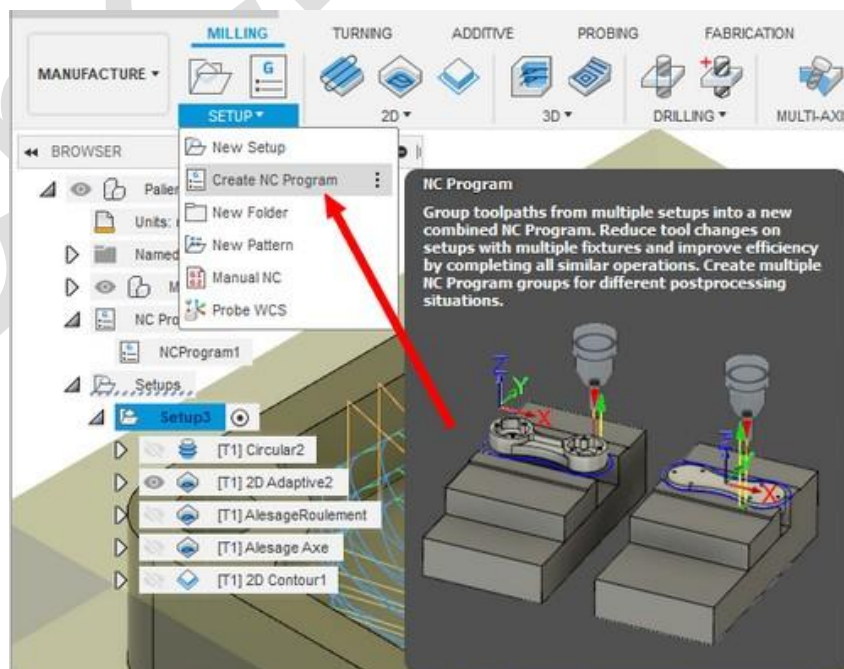 MILLING TURNING ADDITIVE PROBING FABRICATION
MANUFACTURE
G
SETUP 2D 3D DRILLING MULTI-AXI
BROWSER
New Setup
Create NC Program
New Folder
New Pattern
Manual NC
Probe WCS
Palier
Units:
Named
M
NC Pro
NCProgram1
Setups
Setup3
[T1] Circular2
[T1] 2D Adaptive2
[T1] AlesageRoulement
[T1] Alesage Axe
[T1] 2D Contour1
NC Program
Group toolpaths from multiple setups into a new
combined NC Program. Reduce tool changes on
setups with multiple fixtures and improve efficiency
by completing all similar operations. Create multiple
NC Program groups for different postprocessing
situations.
Z
Y
X
X